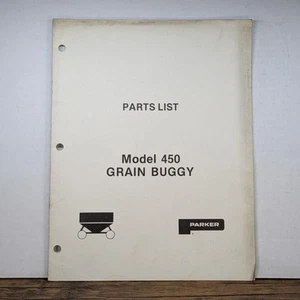 PARTS LIST
Model 450
GRAIN BUGGY
PARKER